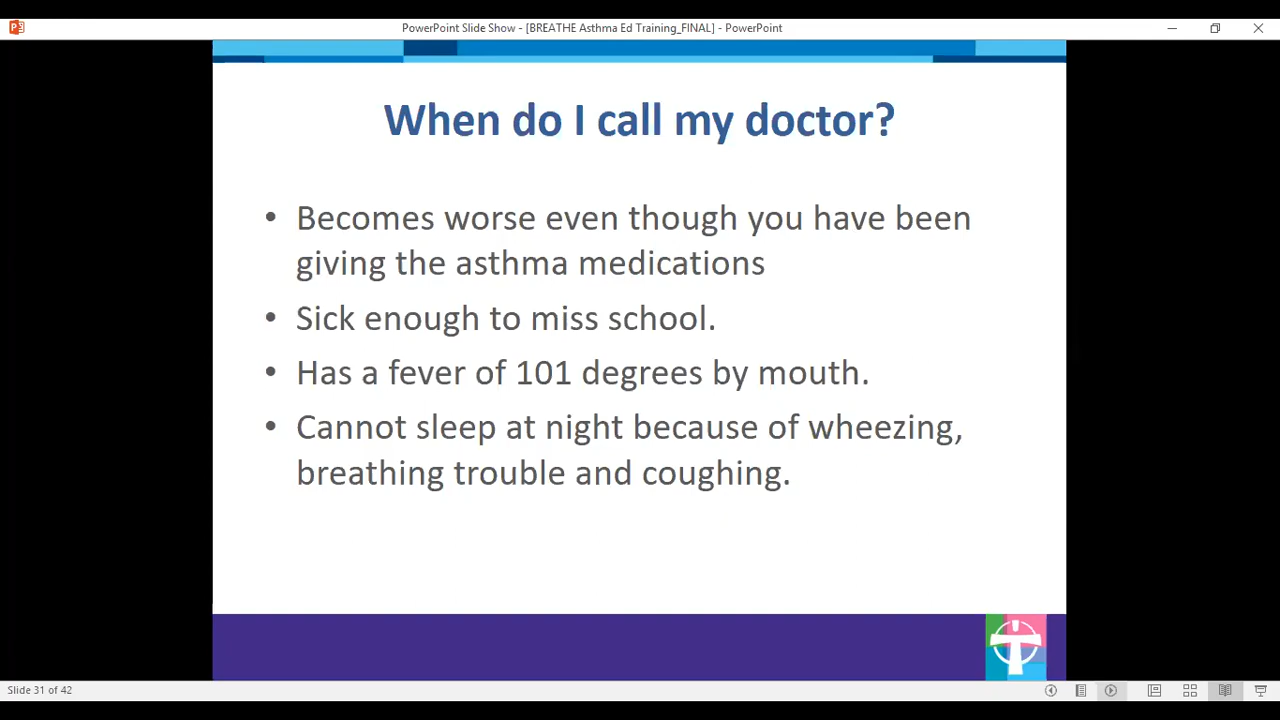 PowerPoint Slide Show - [BREATHE Asthma Ed Training_FINAL] - PowerPoint
When do I call my doctor?
• Becomes worse even though you have been
giving the asthma medications
• Sick enough to miss school.
• Has a fever of 101 degrees by mouth.
• Cannot sleep at night because of wheezing,
breathing trouble and coughing.
Slide 31 of 42